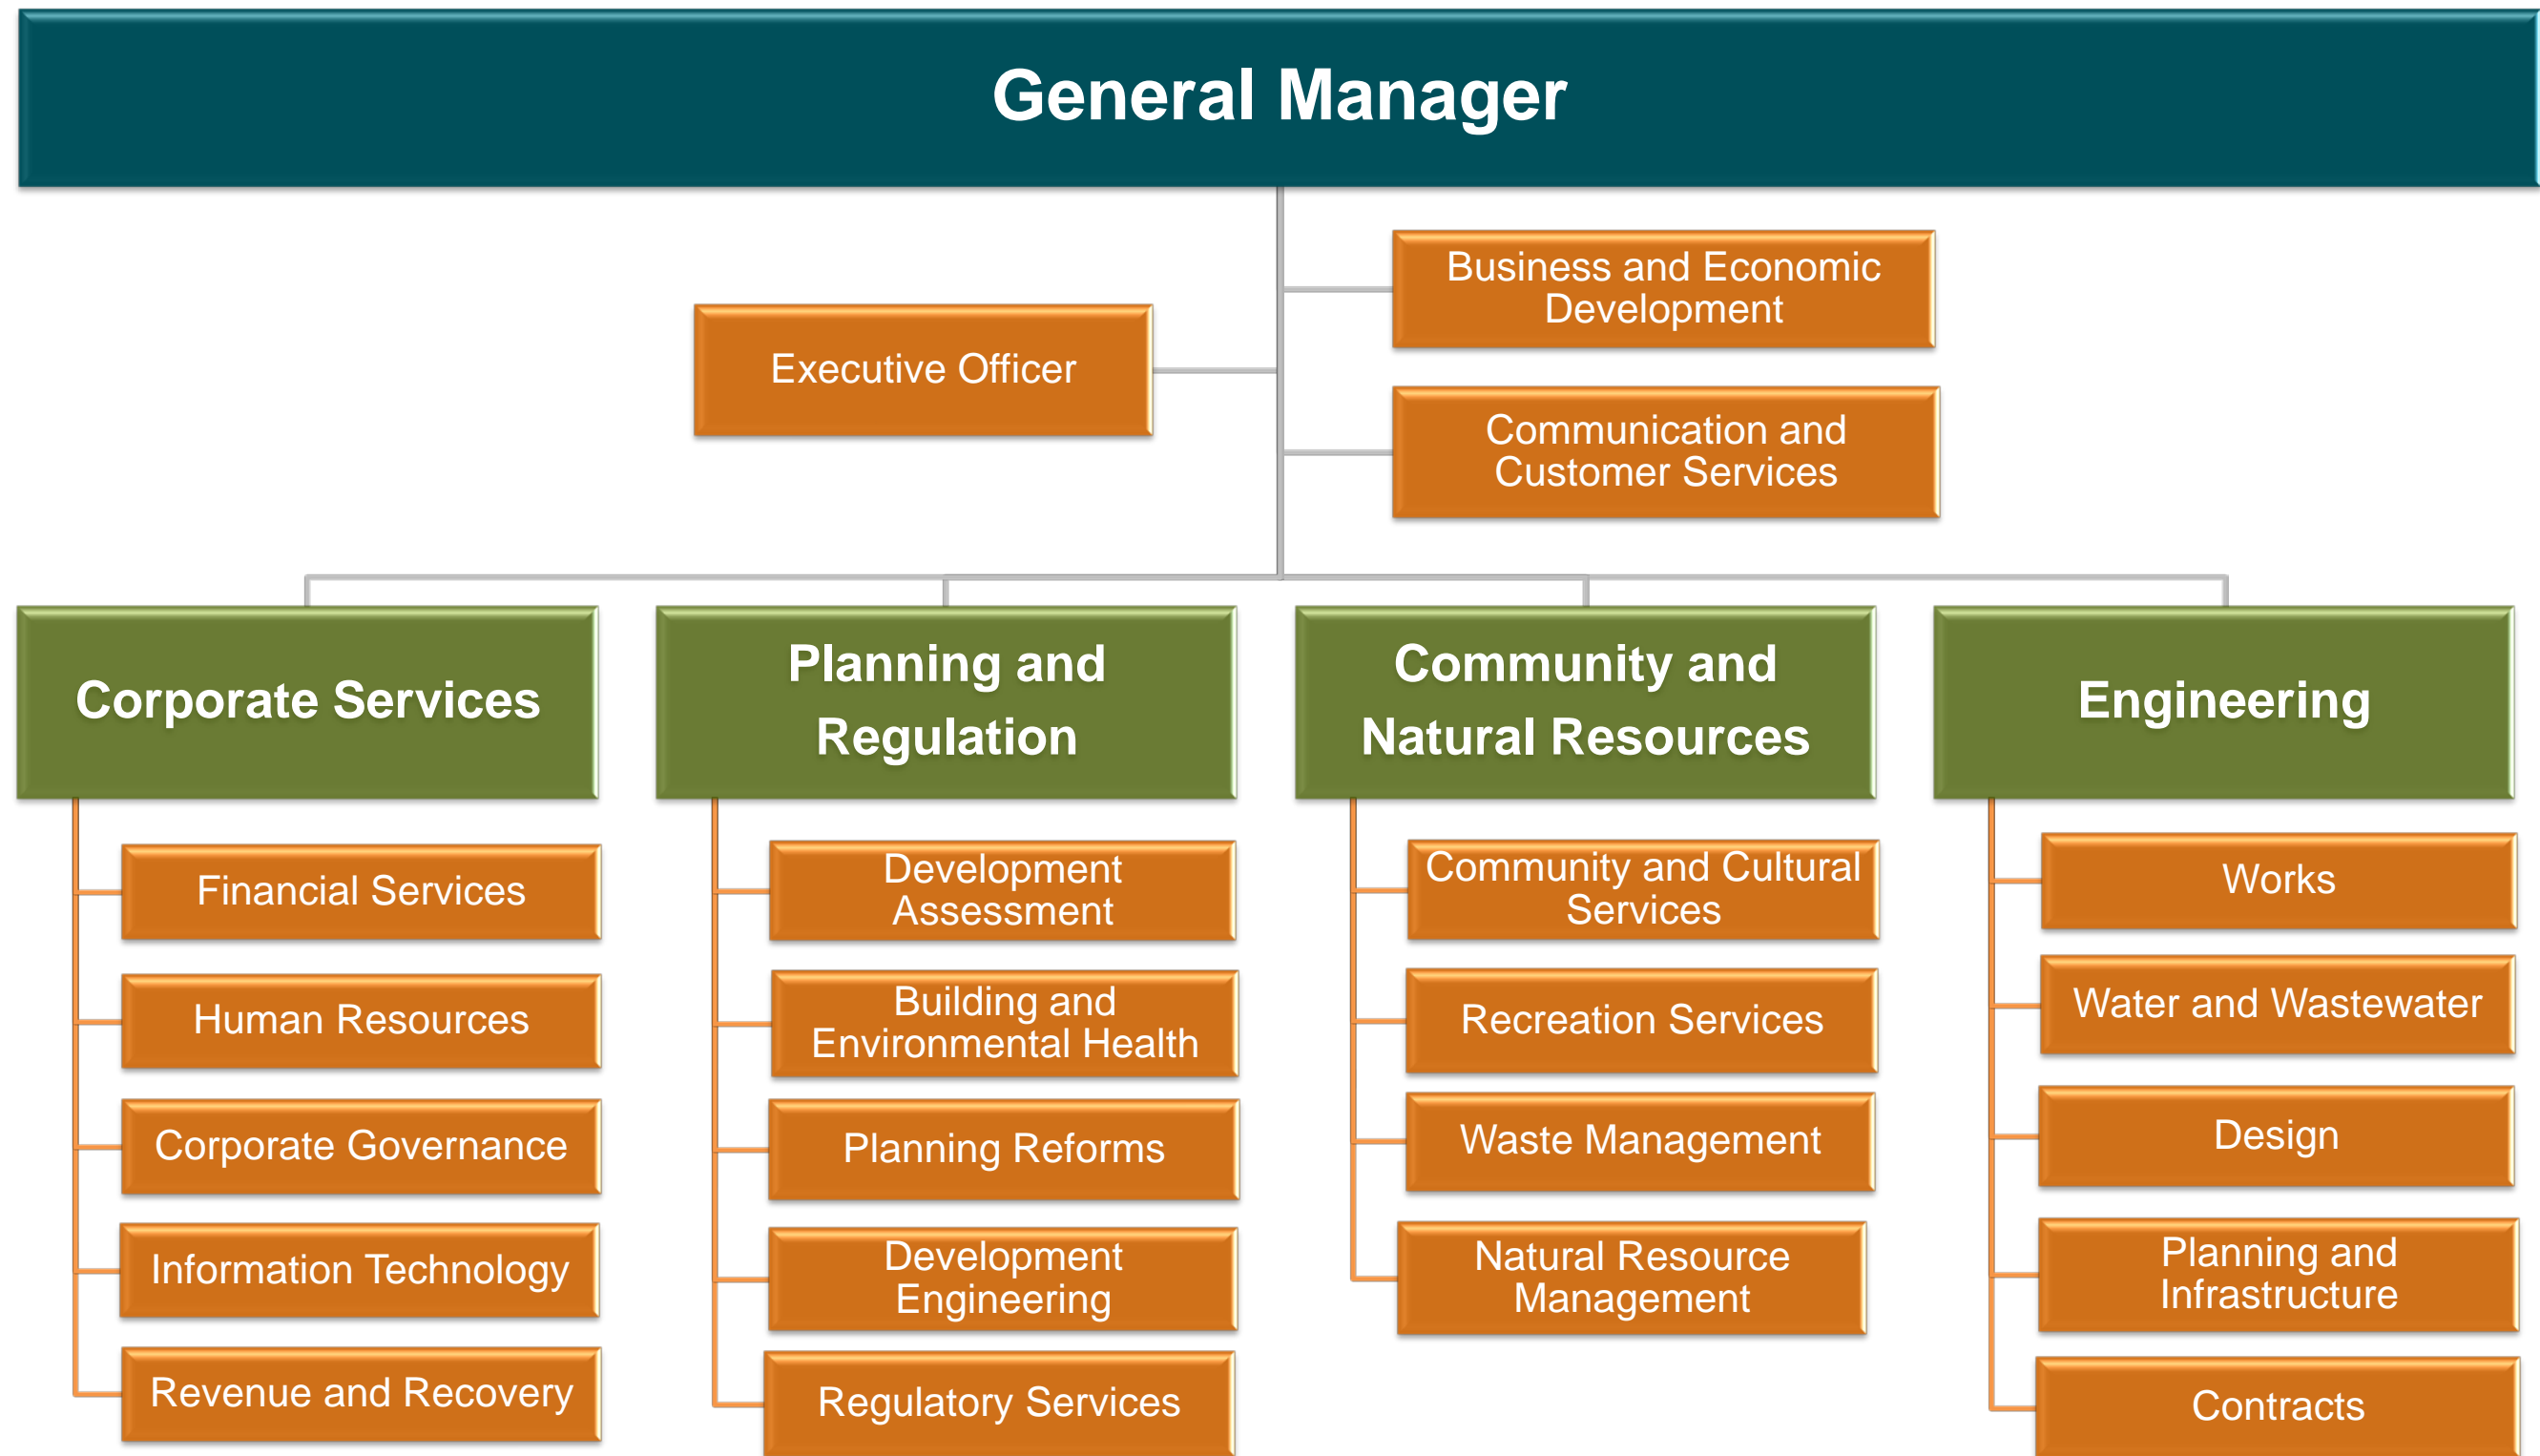 General Manager
Executive Officer
Business and Economic
Development
Communication and
Customer Services
Corporate Services
Financial Services
Human Resources
Corporate Governance
Information Technology
Revenue and Recovery
Planning and
Regulation
Development
Assessment
Building and
Environmental Health
Planning Reforms
Development
Engineering
Regulatory Services
Community and
Natural Resources
Community and Cultural
Services
Recreation Services
Waste Management
Natural Resource
Management
Engineering
Works
Water and Wastewater
Design
Planning and
Infrastructure
Contracts